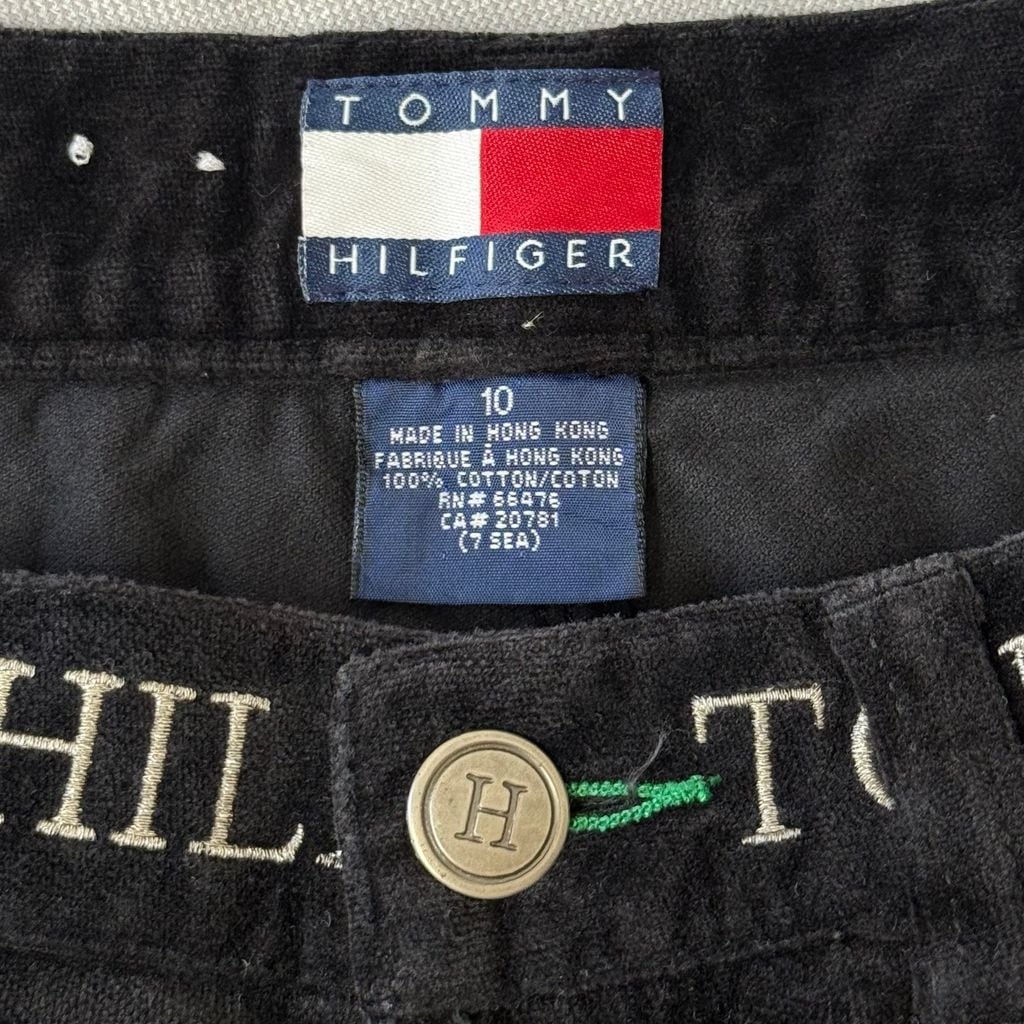 TOMMY
HILFIGER
10
MADE IN HONG KONG
FABRIQUE À HONG KONG
100% COTTON/COTON
RN# 66476
CA# 20781
(7 SEA)
HIL
H
T